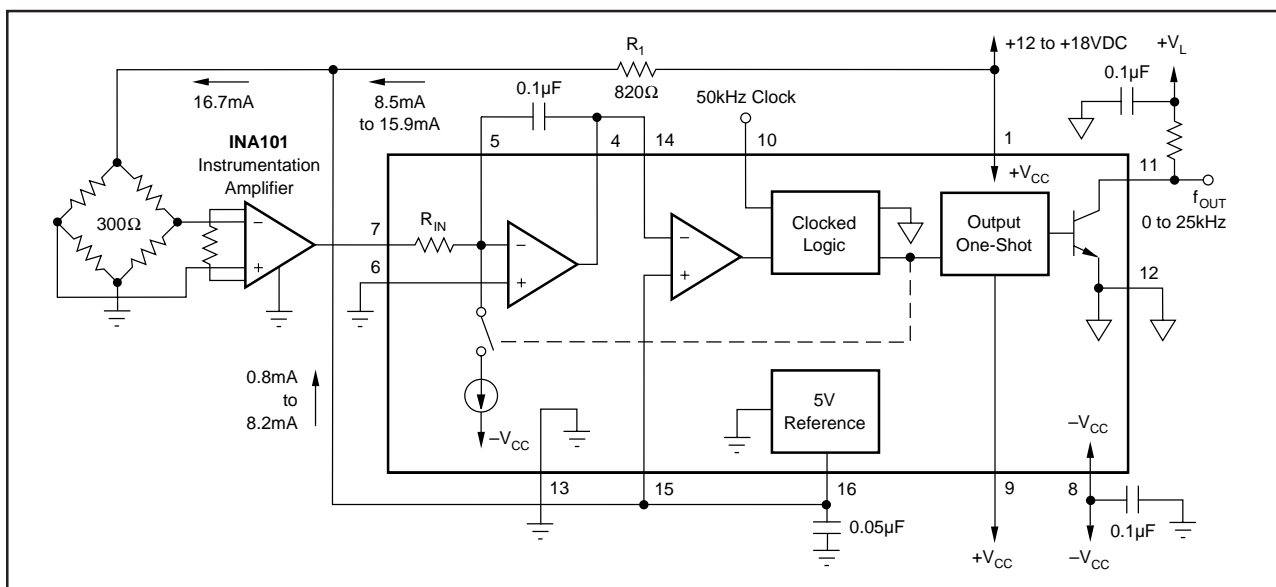 R1
+12 to +18VDC
+VL
16.7mA
8.5mA
to 15.9mA
0.1µF
820Ω
50kHz Clock
0.1µF
INA101
Instrumentation
Amplifier
5
4
14
10
1
11
+VCC
fOUT
0 to 25kHz
300Ω
7
RIN
Clocked
Logic
Output
One-Shot
6
12
0.8mA
to
8.2mA
–VCC
5V
Reference
–VCC
13
15
16
9
8
0.05µF
0.1µF
+VCC
–VCC
−
+
−
+
−
+